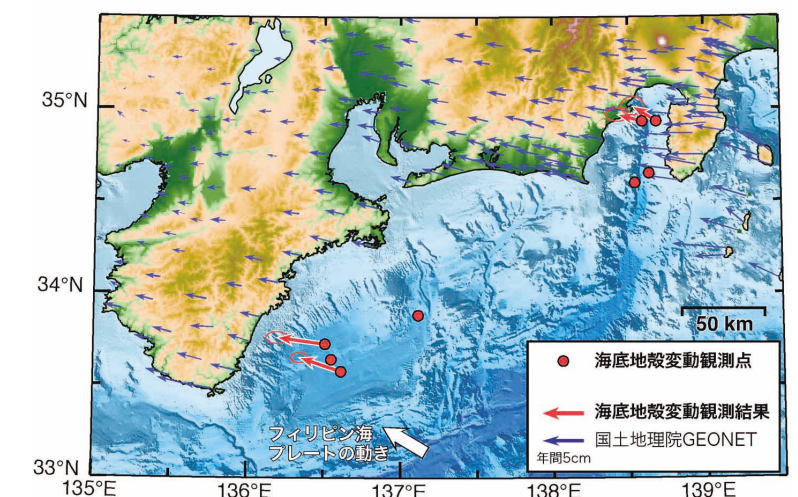 35°N
34°N
33°N
135°E
136°E
137°E
138°E
139°E
50 km
フィリピン海
プレートの動き
海底地殻変動観測点
海底地殻変動観測結果
国土地理院GEONET
年間5cm